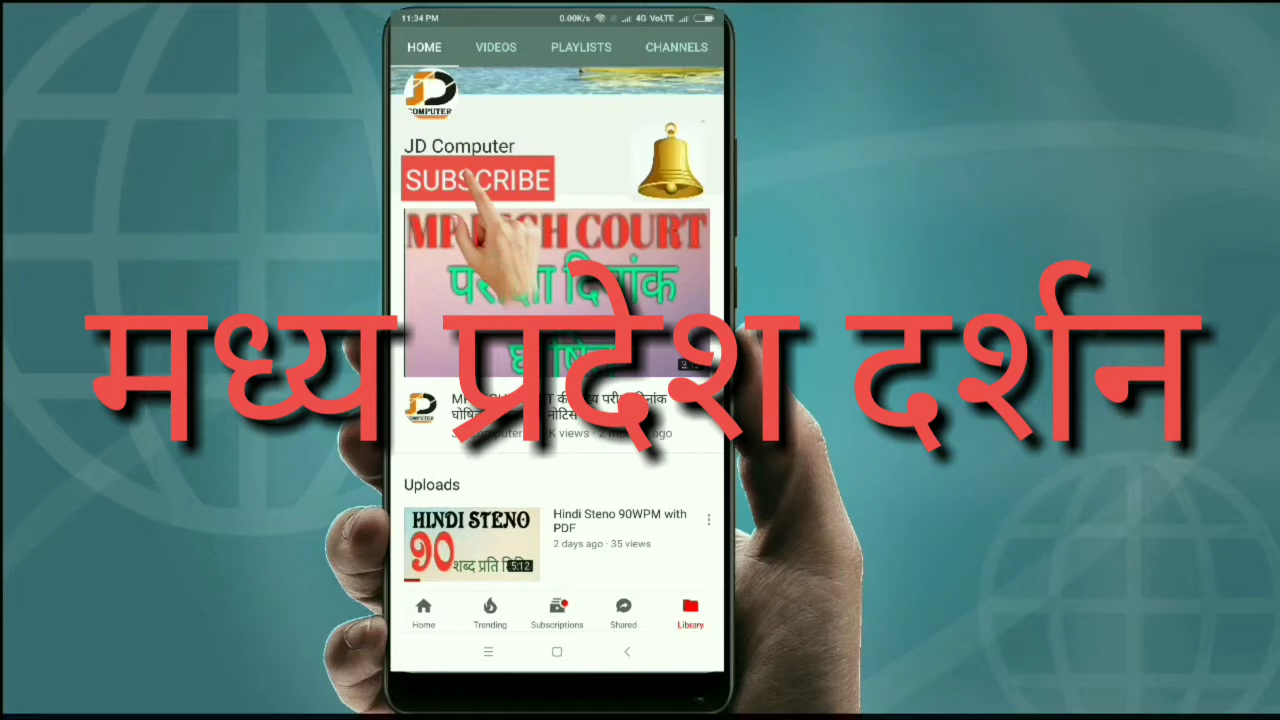 11:34 PM 0.00K/s 4G VoLTE
HOME VIDEOS PLAYLISTS CHANNELS
JD
COMPUTER
JD Computer
SUBSCRIBE
COURT
दिनांक
मध्य प्रदेश दर्शन
Uploads
HINDI STENO
90
शब्द प्रति
5:12
Hindi Steno 90WPM with
PDF
2 days ago · 35 views
Home Trending Subscriptions Shared Library